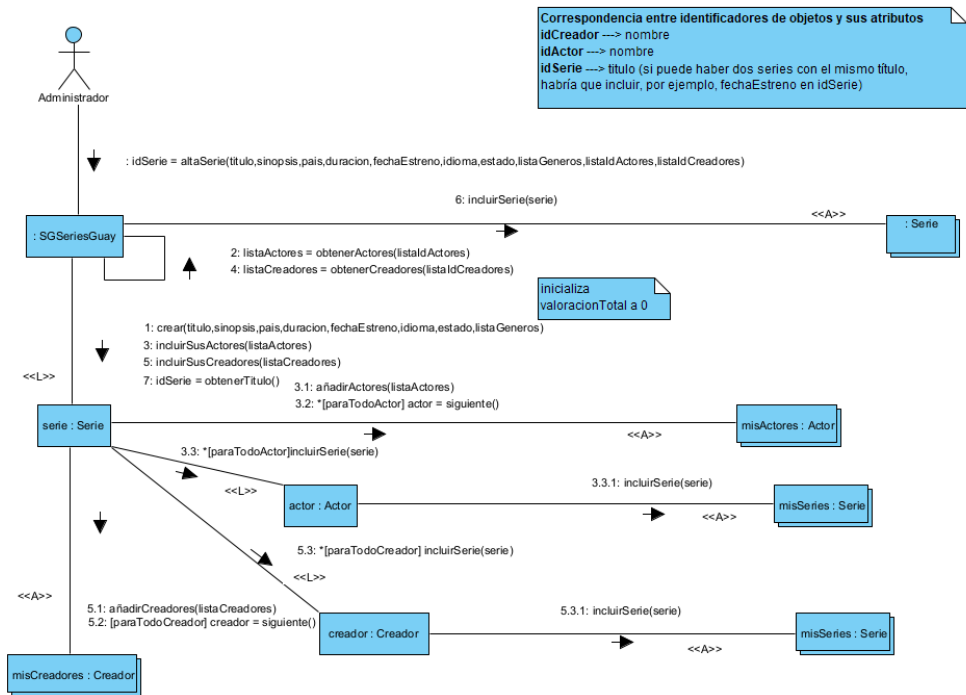 Correspondencia entre identificadores de objetos y sus atributos
idCreador ---> nombre
idActor ---> nombre
idSerie ---> titulo (si puede haber dos series con el mismo título,
habría que incluir, por ejemplo, fechaEstreno en idSerie)
Administrador
: idSerie = altaSerie(titulo,sinopsis,pais,duracion,fechaEstreno,idioma,estado,listaGeneros,listaIdActores,listaIdCreadores)
6: incluirSerie(serie)
<<A>>
: SGSeriesGuay
: Serie
2: listaActores = obtenerActores(listaIdActores)
4: listaCreadores = obtenerCreadores(listaIdCreadores)
inicializa
valoracionTotal a 0
1: crear(titulo,sinopsis,pais,duracion,fechaEstreno,idioma,estado,listaGeneros)
3: incluirSusActores(listaActores)
5: incluirSusCreadores(listaCreadores)
7: idSerie = obtenerTitulo()
<<L>>
3.1: añadirActores(listaActores)
3.2: *[paraTodoActor] actor = siguiente()
serie : Serie
<<A>>
misActores : Actor
3.3: *[paraTodoActor]incluirSerie(serie)
<<L>>
actor : Actor
3.3.1: incluirSerie(serie)
<<A>>
misSeries : Serie
5.3: *[paraTodoCreador] incluirSerie(serie)
<<L>>
<<A>>
5.1: añadirCreadores(listaCreadores)
5.2: [paraTodoCreador] creador = siguiente()
creador : Creador
5.3.1: incluirSerie(serie)
<<A>>
misSeries : Serie
misCreadores : Creador